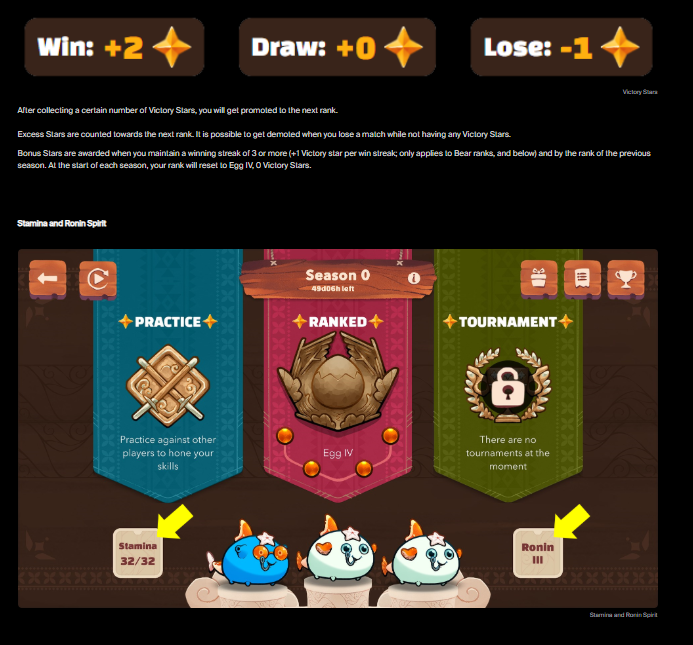 Win: +2
Draw: +0
Lose: -1
Victory Stars
After collecting a certain number of Victory Stars, you will get promoted to the next rank.
Excess Stars are counted towards the next rank. It is possible to get demoted when you lose a match while not having any Victory Stars.
Bonus Stars are awarded when you maintain a winning streak of 3 or more (+1 Victory star per win streak; only applies to Bear ranks, and below) and by the rank of the previous
season. At the start of each season, your rank will reset to Egg IV, 0 Victory Stars.
Stamina and Ronin Spirit
Season 0
49d06h left
PRACTICE
RANKED
TOURNAMENT
Practice against other
players to hone your
skills
Egg IV
There are no
tournaments at the
moment
Stamina
32/32
Ronin
III
Stamina and Ronin Spirit